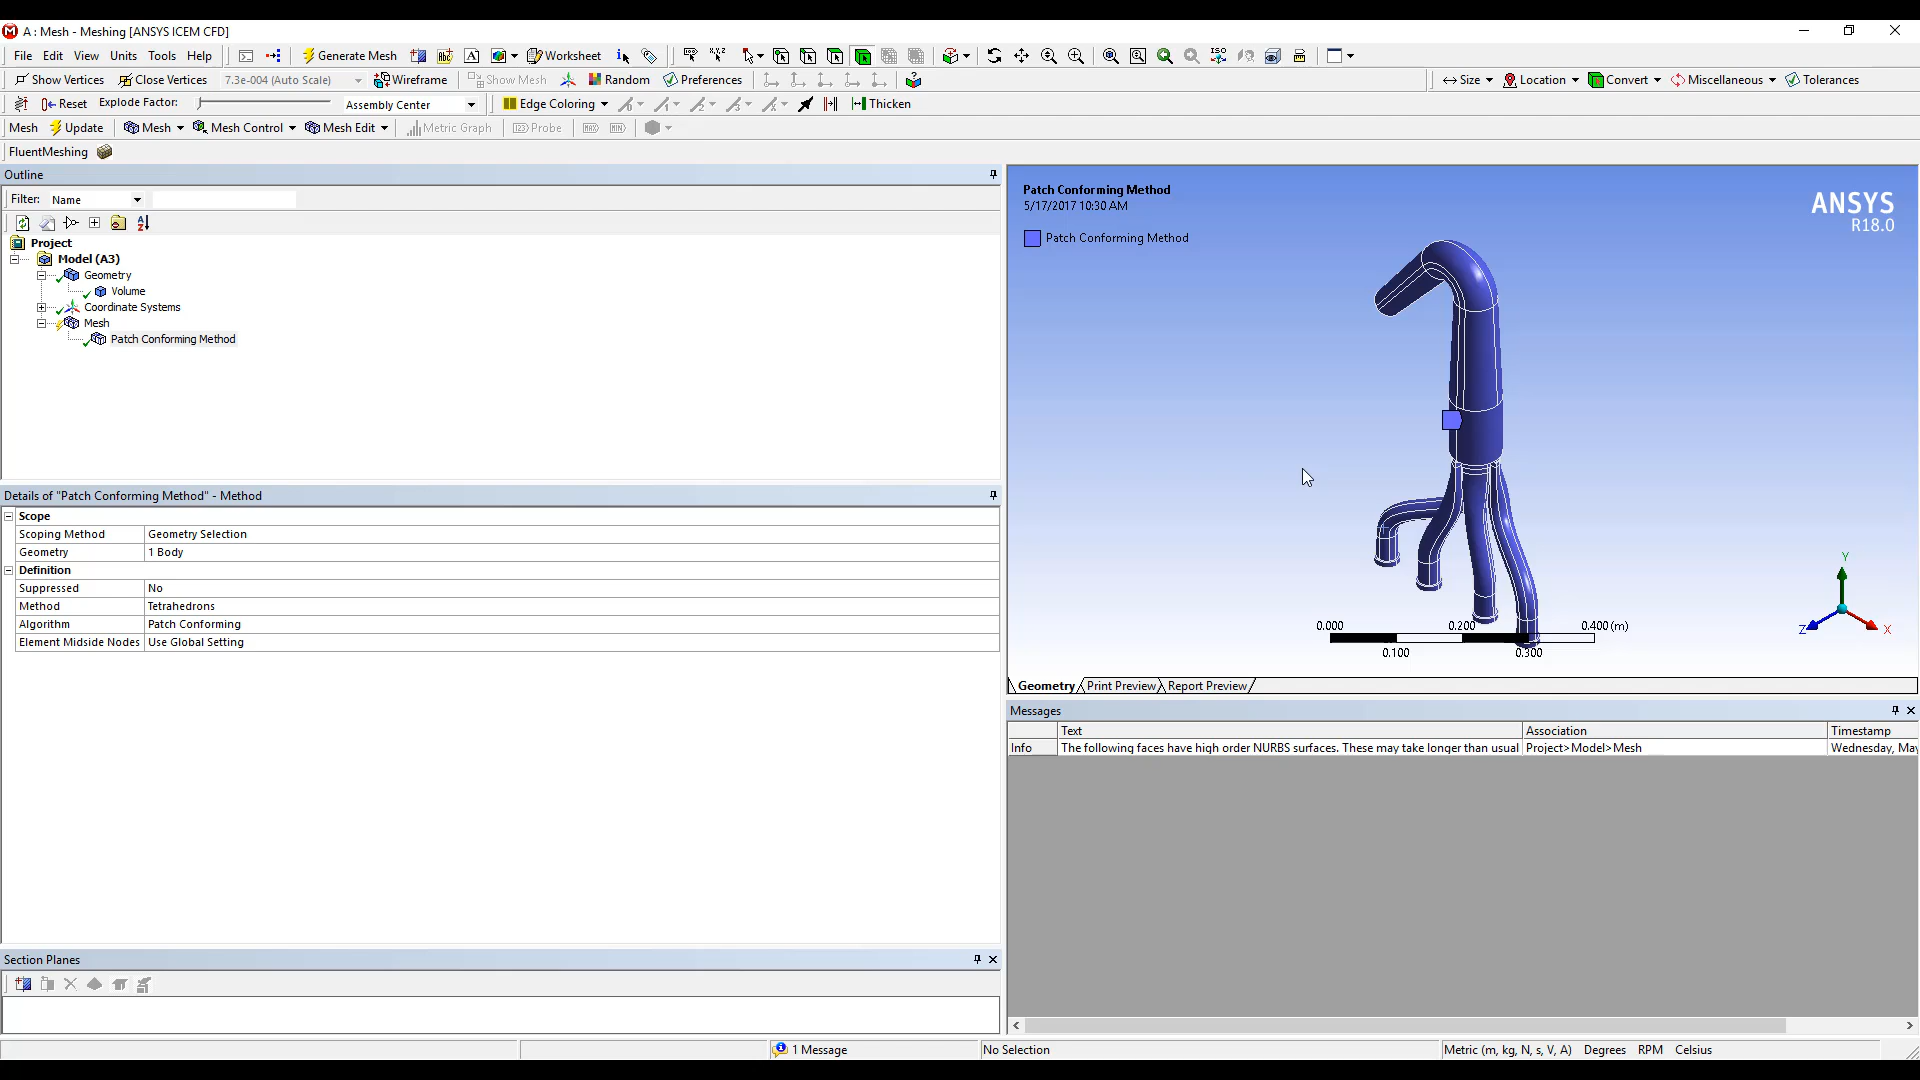 A : Mesh - Meshing [ANSYS ICEM CFD]
File Edit View Units Tools Help Generate Mesh Worksheet
Show Vertices Close Vertices 7.3e-004 (Auto Scale) Wireframe Show Mesh Random Preferences Size Location Convert Miscellaneous Tolerances
Reset Explode Factor: Assembly Center Edge Coloring Thicken
Mesh Update Mesh Mesh Control Mesh Edit Metric Graph Probe
FluentMeshing
Outline
Filter: Name
Project
Model (A3)
Geometry
Volume
Coordinate Systems
Mesh
Patch Conforming Method
Details of "Patch Conforming Method" - Method
Scope
Scoping Method Geometry Selection
Geometry 1 Body
Definition
Suppressed No
Method Tetrahedrons
Algorithm Patch Conforming
Element Midside Nodes Use Global Setting
Section Planes
Patch Conforming Method
5/17/2017 10:30 AM
Patch Conforming Method
ANSYS
R18.0
0.000 0.200 0.400 (m)
0.100 0.300
Y
Z X
Geometry Print Preview Report Preview
Messages
Text Association Timestamp
Info The following faces have high order NURBS surfaces. These may take longer than usual Project>Model>Mesh Wednesday, May
1 Message No Selection Metric (m, kg, N, s, V, A) Degrees RPM Celsius